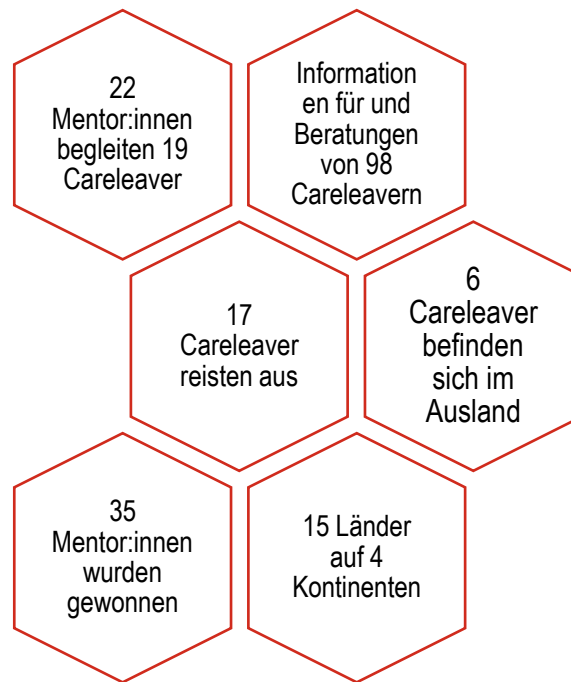 22
Mentor:innen
begleiten 19
Careleaver
Information
en für und
Beratungen
von 98
Careleavern
17
Careleaver
reisten aus
6
Careleaver
befinden
sich im
Ausland
35
Mentor:innen
wurden
gewonnen
15 Länder
auf 4
Kontinenten